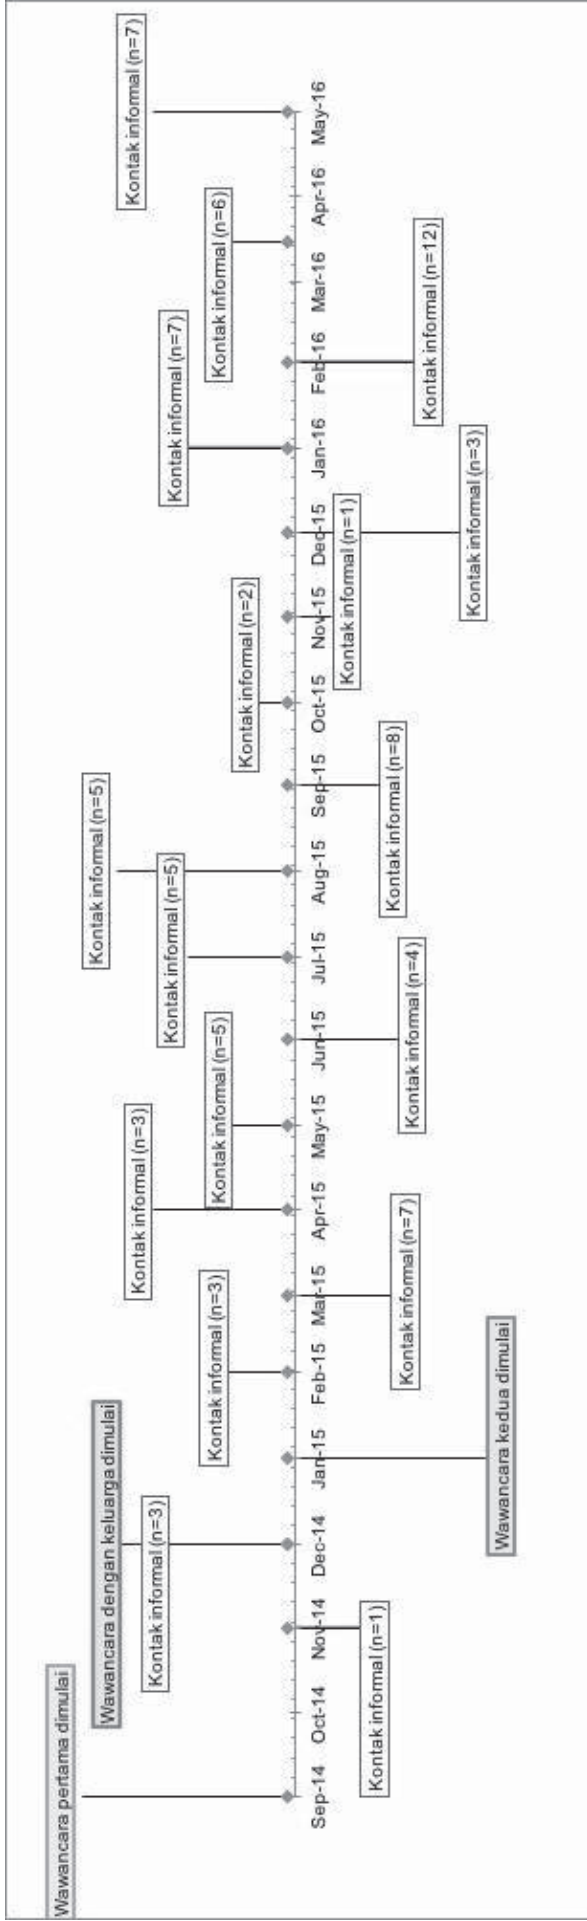 Wawancara pertama dimulai
Wawancara dengan keluarga dimulai
Kontak informal (n=3)
Kontak informal (n=3)
Kontak informal (n=3)
Kontak informal (n=5)
Kontak informal (n=5)
Kontak informal (n=5)
Kontak informal (n=2)
Kontak informal (n=7)
Kontak informal (n=6)
Kontak informal (n=7)
Sep-14
Oct-14
Nov-14
Dec-14
Jan-15
Feb-15
Mar-15
Apr-15
May-15
Jun-15
Jul-15
Aug-15
Sep-15
Oct-15
Nov-15
Dec-15
Jan-16
Feb-16
Mar-16
Apr-16
May-16
Kontak informal (n=1)
Wawancara kedua dimulai
Kontak informal (n=7)
Kontak informal (n=4)
Kontak informal (n=8)
Kontak informal (n=1)
Kontak informal (n=3)
Kontak informal (n=12)